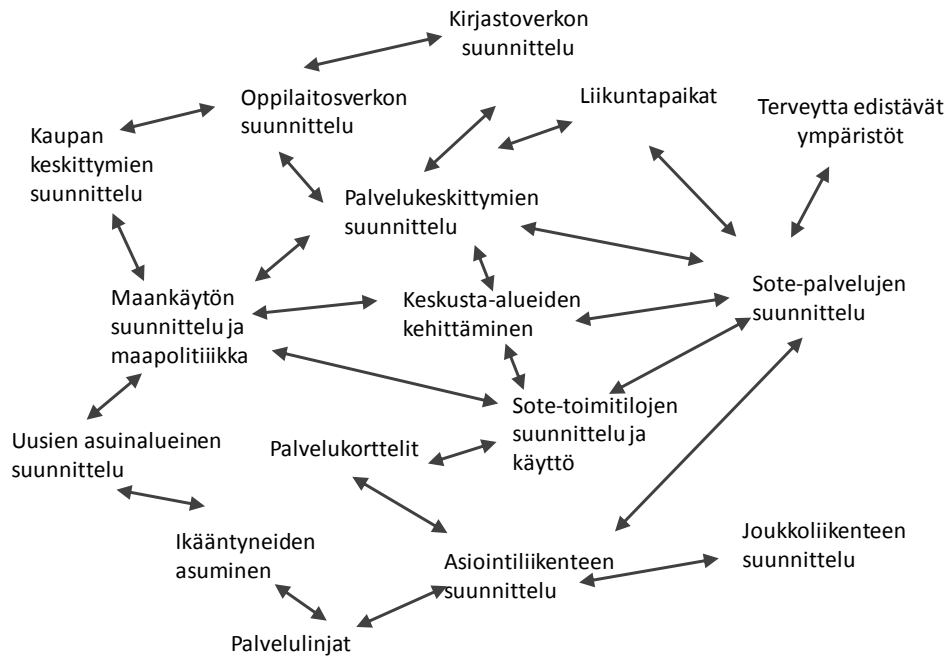 Kirjastoverkon
suunnittelu
Oppilaitosverkon
suunnittelu
Liikuntapaikat
Terveytta edistävät
ympäristöt
Kaupan
keskittymien
suunnittelu
Palvelukeskittymien
suunnittelu
Maankäytön
suunnittelu ja
maapolitiiikka
Keskusta-alueiden
kehittäminen
Sote-palvelujen
suunnittelu
Sote-toimitilojen
suunnittelu ja
käyttö
Uusien asuinalueinen
suunnittelu
Palvelukorttelit
Ikääntyneiden
asuminen
Asiointiliikenteen
suunnittelu
Joukkoliikenteen
suunnittelu
Palvelulinjat